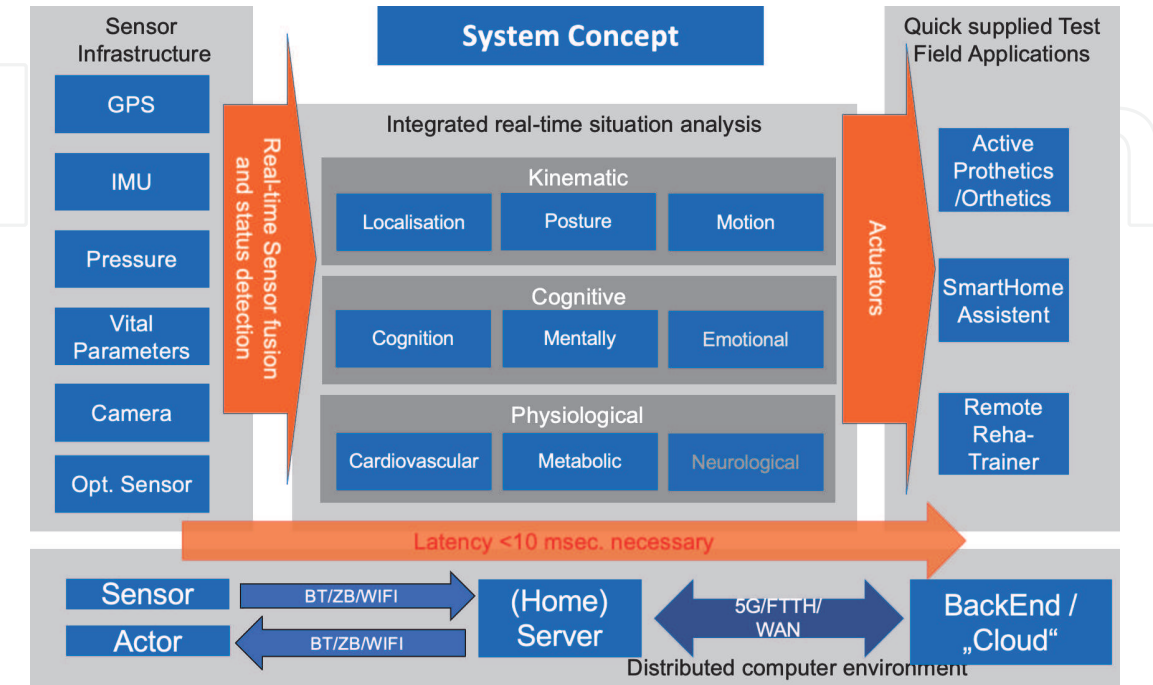 System Concept
Sensor
Infrastructure
GPS
IMU
Pressure
Vital
Parameters
Camera
Opt. Sensor
Real-time Sensor fusion
and status detection
Integrated real-time situation analysis
Kinematic
Localisation
Posture
Motion
Cognitive
Cognition
Mentally
Emotional
Physiological
Cardiovascular
Metabolic
Neurological
Actuators
Quick supplied Test
Field Applications
Active
Prothetics
/Orthetics
SmartHome
Assistent
Remote
Reha-
Trainer
Latency <10 msec. necessary
Sensor
Actor
BT/ZB/WIFI
BT/ZB/WIFI
(Home)
Server
5G/FTTH/
WAN
BackEnd /
„Cloud“
Distributed computer environment